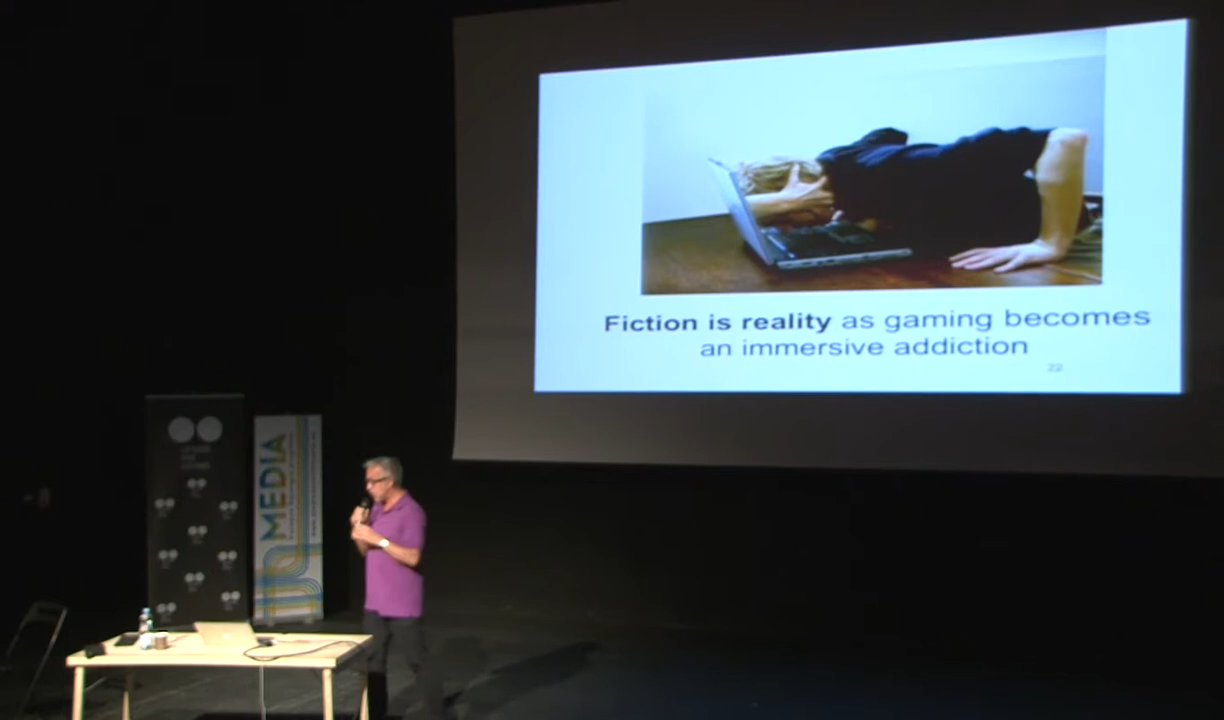 Fiction is reality as gaming becomes
an immersive addiction
22
MEDIA